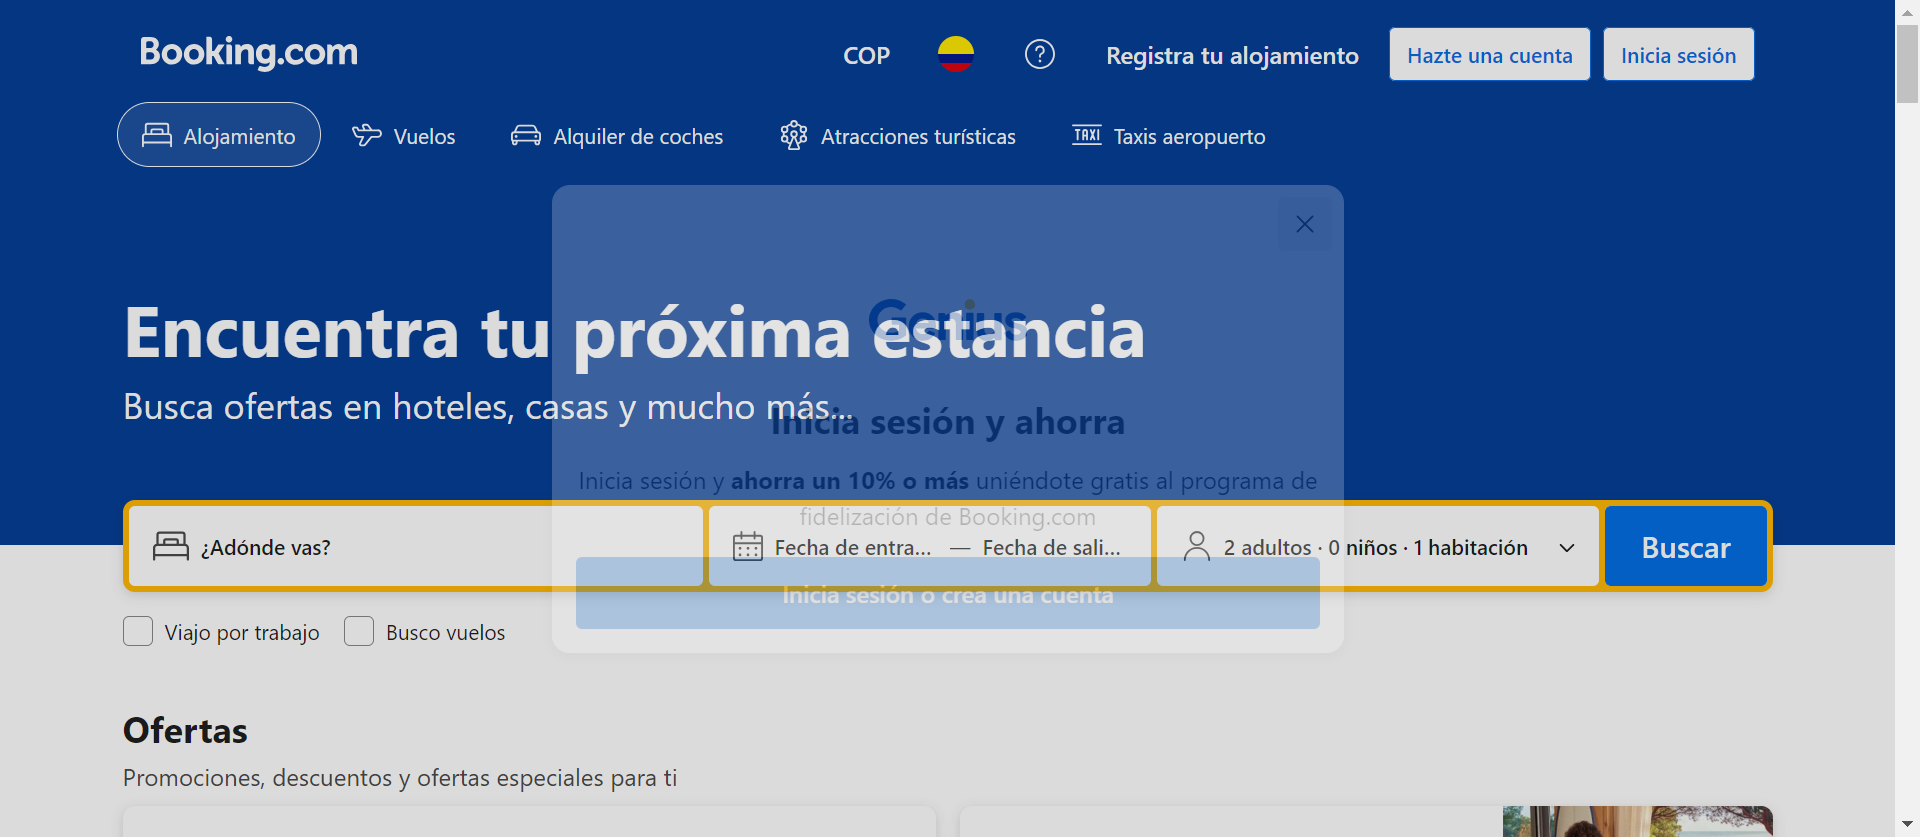 Booking.com
COP
Registra tu alojamiento
Hazte una cuenta
Inicia sesión
Alojamiento
Vuelos
Alquiler de coches
Atracciones turísticas
TAXI
Taxis aeropuerto
Genius
Encuentra tu próxima estancia
Busca ofertas en hoteles, casas y mucho más...
Inicia sesión y ahorra
Inicia sesión y ahorra un 10% o más uniéndote gratis al programa de
fidelización de Booking.com
¿Adónde vas?
Fecha de entra... — Fecha de sali...
2 adultos · 0 niños · 1 habitación
Buscar
Inicia sesión o crea una cuenta
Viajo por trabajo
Busco vuelos
Ofertas
Promociones, descuentos y ofertas especiales para ti